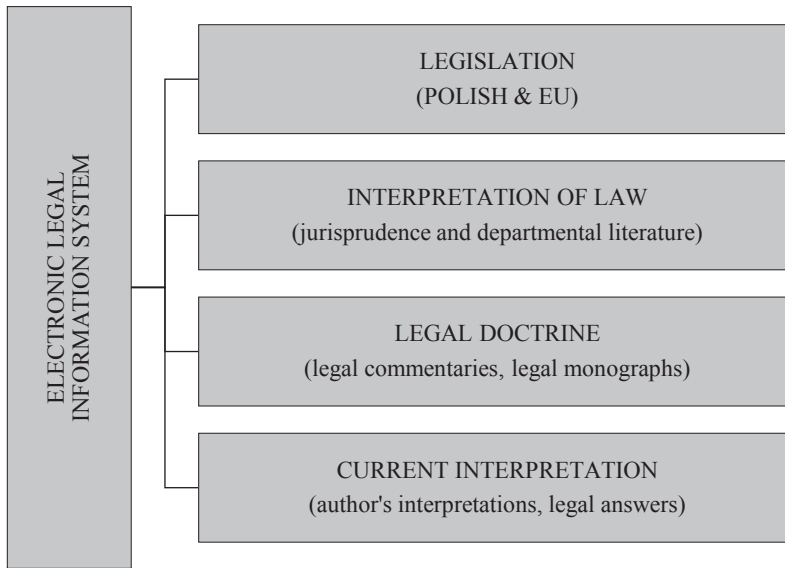 ELECTRONIC LEGAL
INFORMATION SYSTEM
LEGISLATION
(POLISH & EU)
INTERPRETATION OF LAW
(jurisprudence and departmental literature)
LEGAL DOCTRINE
(legal commentaries, legal monographs)
CURRENT INTERPRETATION
(author's interpretations, legal answers)